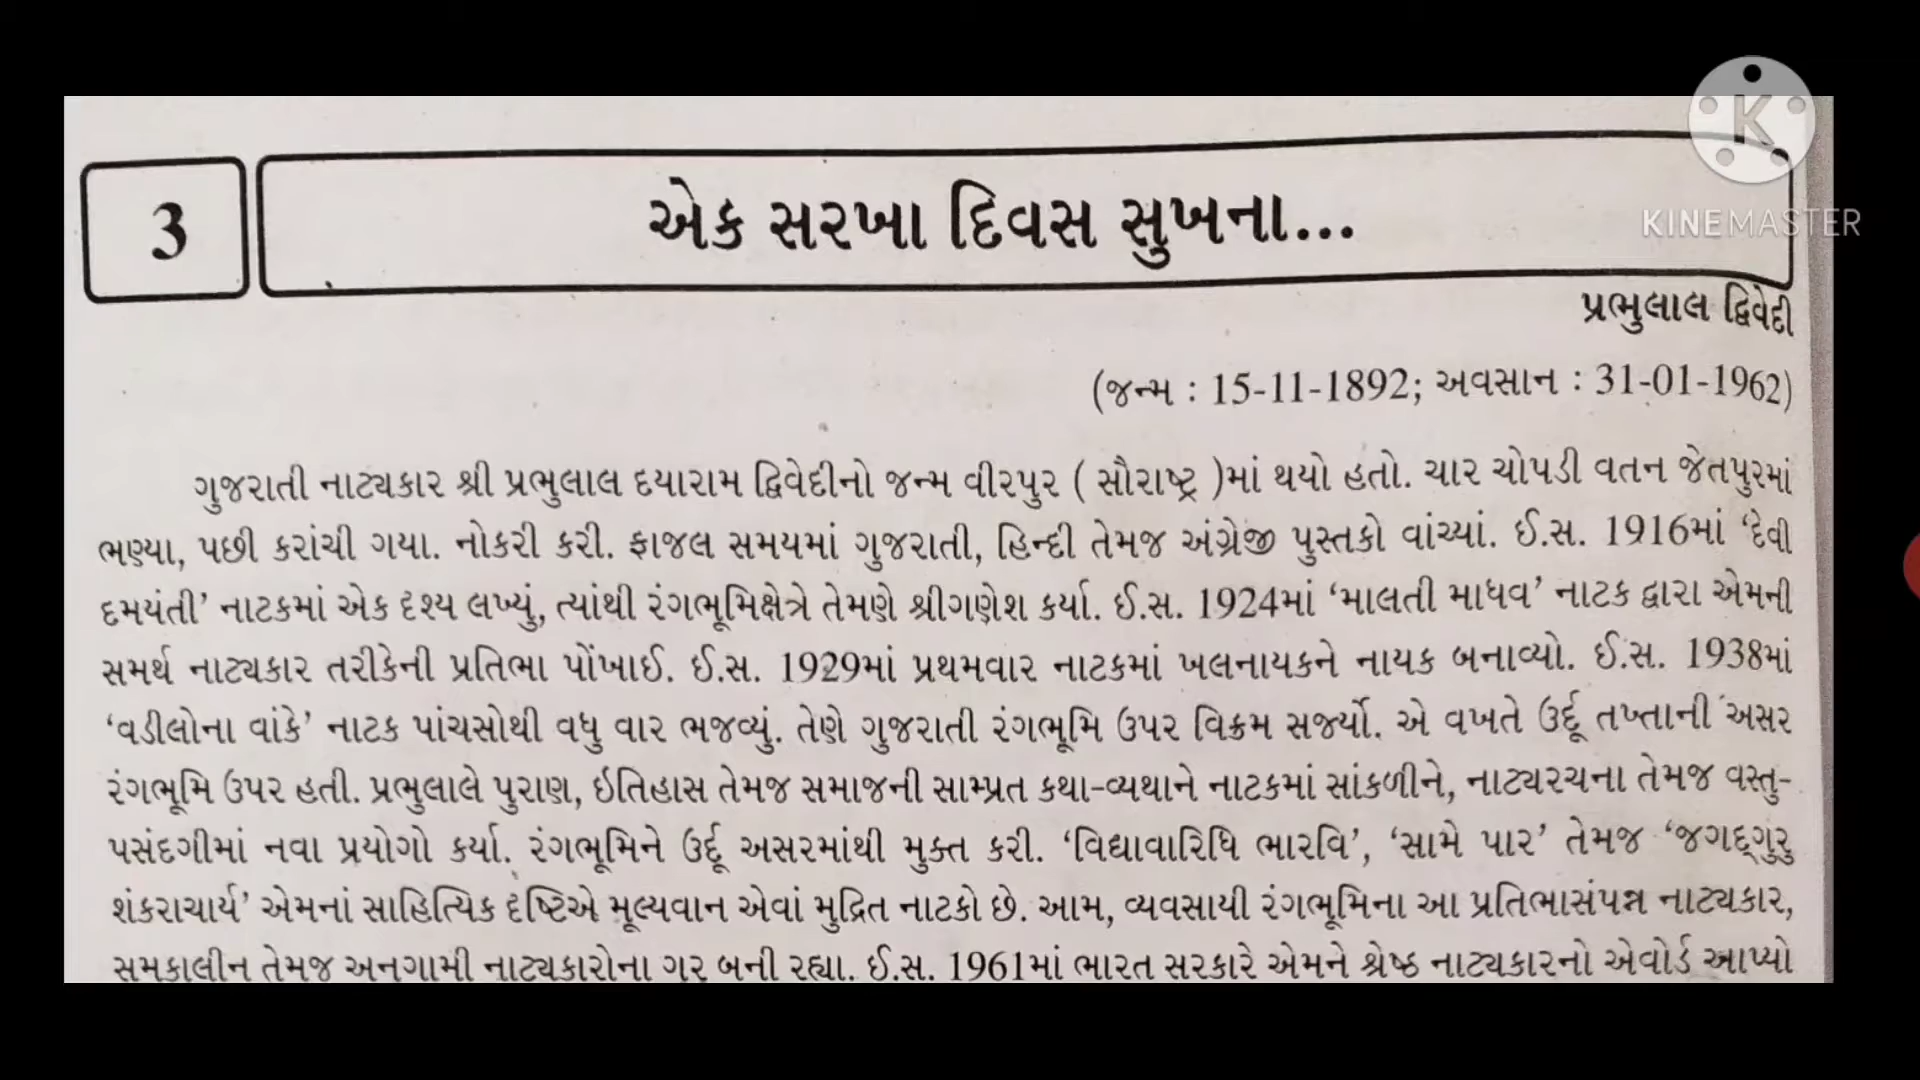 3
એક સરખા દિવસ સુખના...
KINEMASTER
પ્રભુલાલ દ્વિવેદી
(જન્મ : 15-11-1892; અવસાન : 31-01-1962)
ગુજરાતી નાટ્યકાર શ્રી પ્રભુલાલ દયારામ દ્વિવેદીનો જન્મ વીરપુર ( સૌરાષ્ટ્ર )માં થયો હતો. ચાર ચોપડી વતન જેતપુરમાં
ભણ્યા, પછી કરાંચી ગયા. નોકરી કરી. ફાજલ સમયમાં ગુજરાતી, હિન્દી તેમજ અંગ્રેજી પુસ્તકો વાંચ્યાં. ઈ.સ. 1916માં ‘દેવી
દમયંતી’ નાટકમાં એક દૃશ્ય લખ્યું, ત્યાંથી રંગભૂમિક્ષેત્રે તેમણે શ્રીગણેશ કર્યા. ઈ.સ. 1924માં ‘માલતી માધવ’ નાટક દ્વારા એમની
સમર્થ નાટ્યકાર તરીકેની પ્રતિભા પોંખાઈ. ઈ.સ. 1929માં પ્રથમવાર નાટકમાં ખલનાયકને નાયક બનાવ્યો. ઈ.સ. 1938માં
‘વડીલોના વાંકે’ નાટક પાંચસોથી વધુ વાર ભજવ્યું. તેણે ગુજરાતી રંગભૂમિ ઉપર વિક્રમ સર્જ્યો. એ વખતે ઉર્દૂ તખ્તાની અસર
રંગભૂમિ ઉપર હતી. પ્રભુલાલે પુરાણ, ઇતિહાસ તેમજ સમાજની સામ્પ્રત કથા-વ્યથાને નાટકમાં સાંકળીને, નાટ્યરચના તેમજ વસ્તુ-
પસંદગીમાં નવા પ્રયોગો કર્યા. રંગભૂમિને ઉર્દૂ અસરમાંથી મુક્ત કરી. ‘વિદ્યાવારિધિ ભારવિ’, ‘સામે પાર’ તેમજ ‘જગદ્ગુરુ
શંકરાચાર્ય’ એમનાં સાહિત્યિક દૃષ્ટિએ મૂલ્યવાન એવાં મુદ્રિત નાટકો છે. આમ, વ્યવસાયી રંગભૂમિના આ પ્રતિભાસંપન્ન નાટ્યકાર,
સમકાલીન તેમજ અનુગામી નાટ્યકારોના ગુરુ બની રહ્યા. ઈ.સ. 1961માં ભારત સરકારે એમને શ્રેષ્ઠ નાટ્યકારનો એવોર્ડ આપ્યો